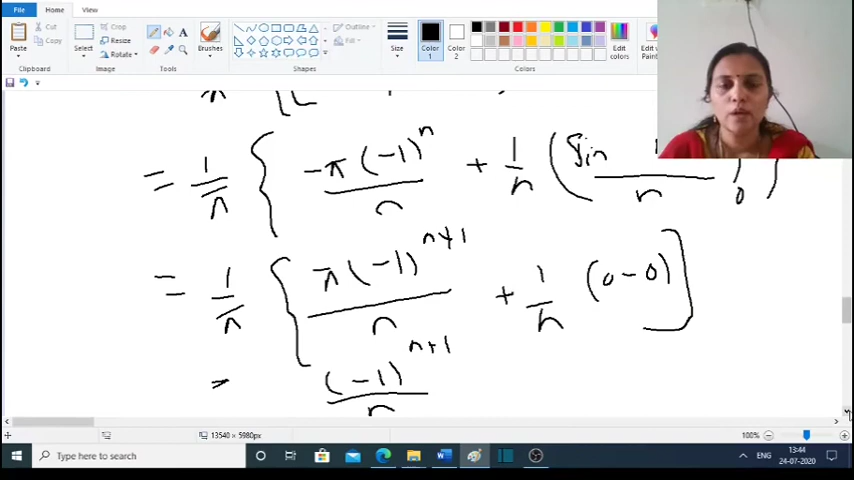 File Home View
Paste Cut Copy Select Crop Resize Rotate Brushes Outline Fill Size Color 1 Color 2 Edit
Clipboard Image Tools Shapes Colors
π
= 1/π { -π(-1)^n / n + 1/n ( Sin / n )
0
= 1/π { π(-1)^{n+1} / n + 1/n (0-0) ]
= (-1)^{n+1} / n
13540 × 5980px 100%
Type here to search ENG 13:44
24-07-2020